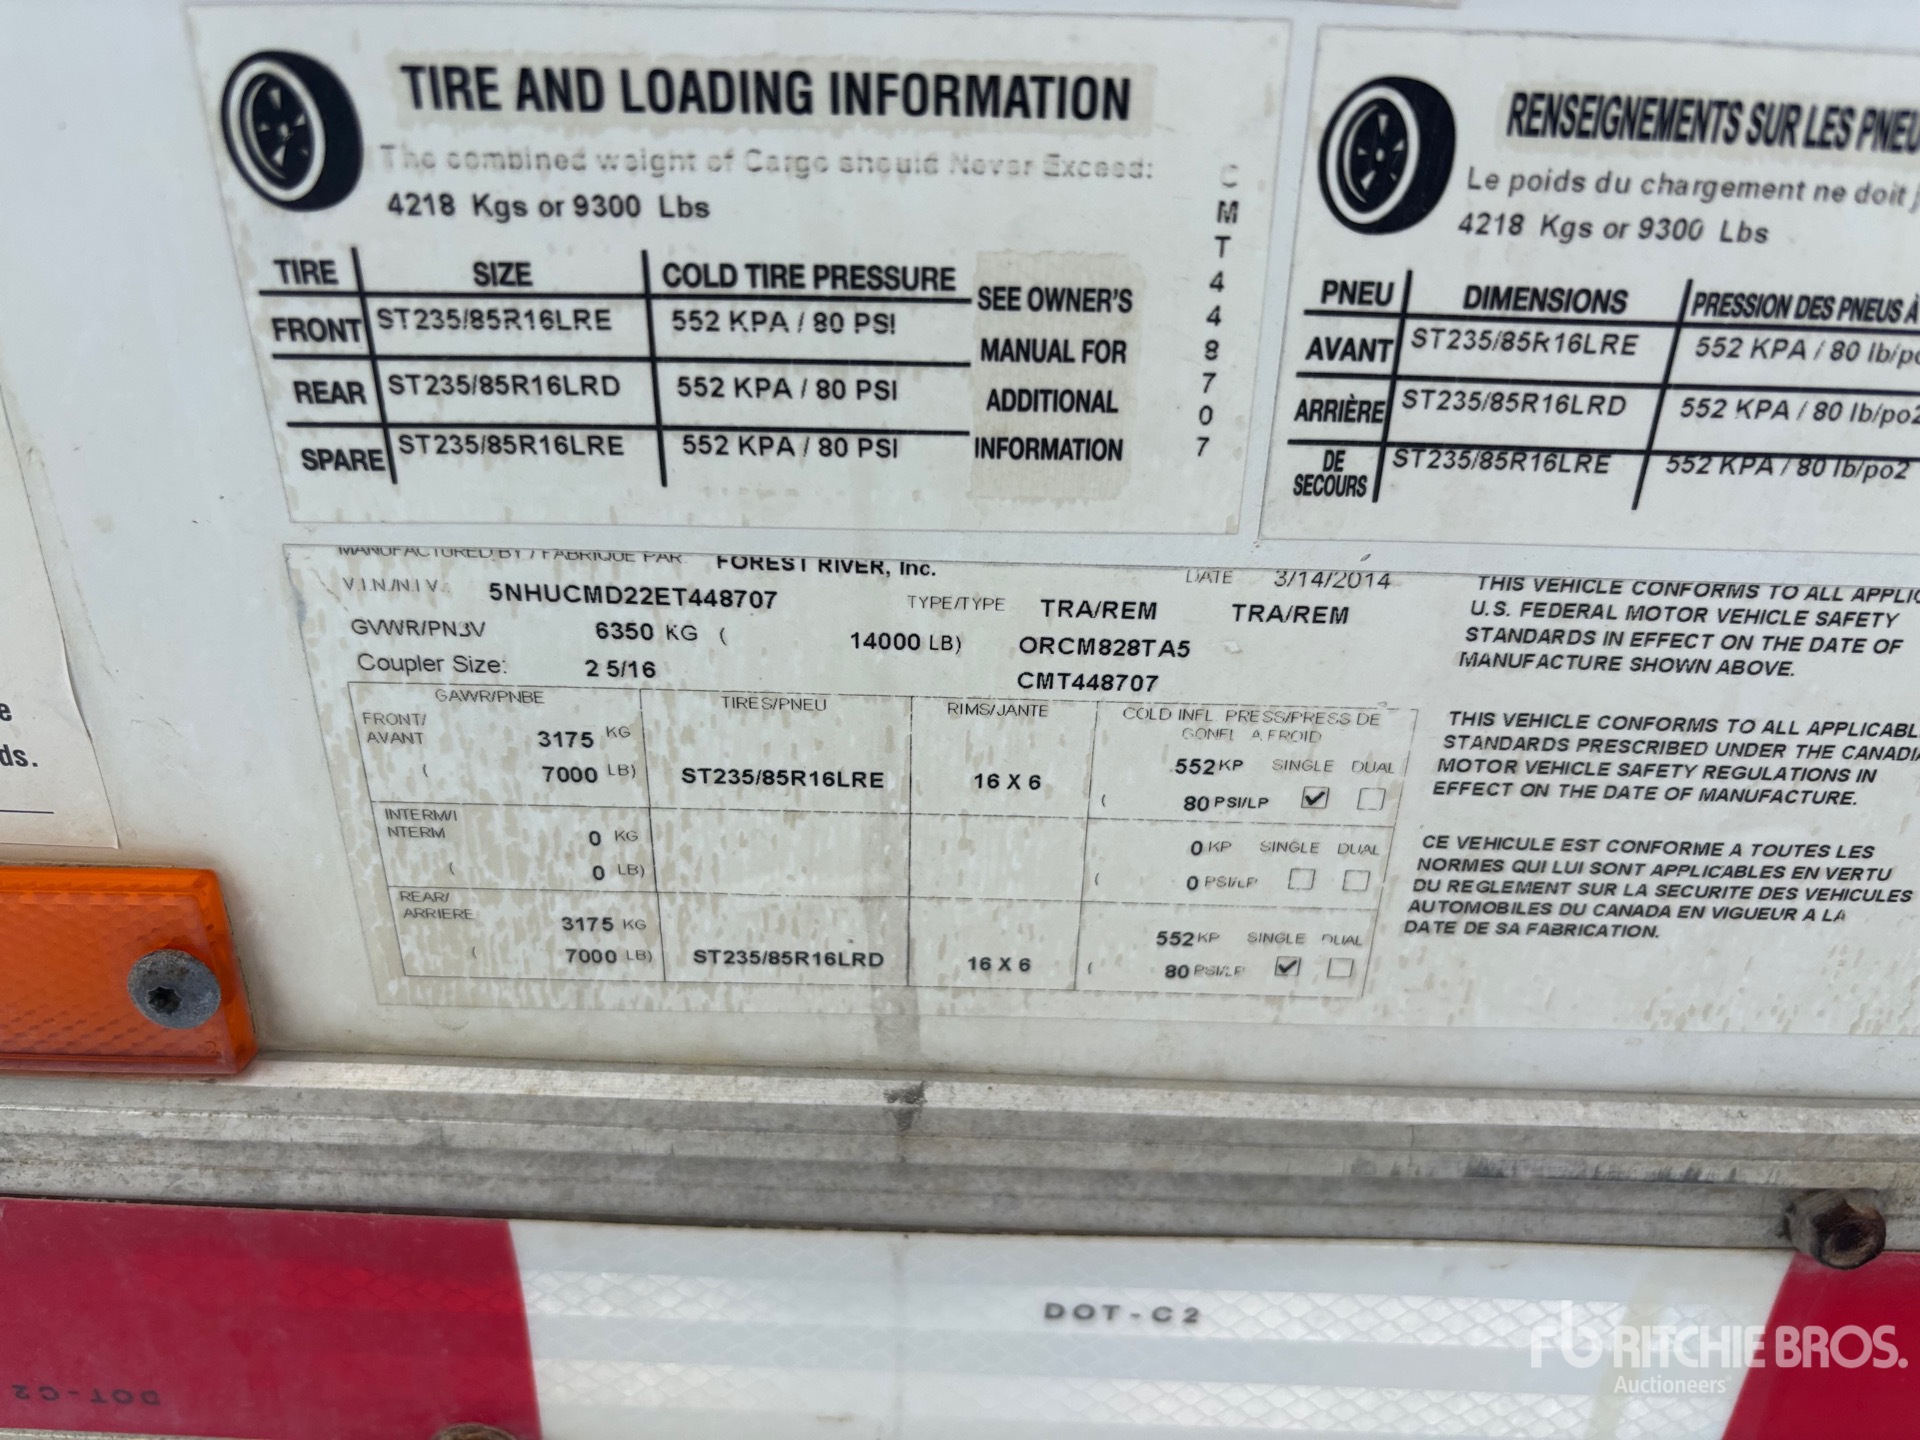 TIRE AND LOADING INFORMATION
The combined weight of Cargo should Never Exceed:
4218 Kgs or 9300 Lbs
TIRE SIZE COLD TIRE PRESSURE
FRONT ST235/85R16LRE 552 KPA / 80 PSI
REAR ST235/85R16LRD 552 KPA / 80 PSI
SPARE ST235/85R16LRE 552 KPA / 80 PSI
SEE OWNER'S
MANUAL FOR
ADDITIONAL
INFORMATION
CMT448707
RENSEIGNEMENTS SUR LES PNEU
Le poids du chargement ne doit
4218 Kgs or 9300 Lbs
PNEU DIMENSIONS PRESSION DES PNEUS À
AVANT ST235/85R16LRE 552 KPA / 80 lb/po
ARRIÈRE ST235/85R16LRD 552 KPA / 80 lb/po2
DE SECOURS ST235/85R16LRE 552 KPA / 80 lb/po2
MANUFACTURED BY / FABRIQUE PAR FOREST RIVER, Inc. DATE 3/14/2014
V.I.N./N.I.V. 5NHUCMD22ET448707 TYPE/TYPE TRA/REM TRA/REM
GVWR/PNBV 6350 KG ( 14000 LB) ORCM828TA5
Coupler Size: 2 5/16 CMT448707
GAWR/PNBE TIRES/PNEU RIMS/JANTE COLD INFL. PRESS/PRESS DE
GONFL. A FROID
FRONT/
AVANT 3175 KG 552 KP SINGLE DUAL
( 7000 LB) ST235/85R16LRE 16 X 6 ( 80 PSI/LP ☑ ☐
INTERM/I
NTERM 0 KG 0 KP SINGLE DUAL
( 0 LB) ( 0 PSI/LP ☐ ☐
REAR/
ARRIERE 3175 KG 552 KP SINGLE DUAL
( 7000 LB) ST235/85R16LRD 16 X 6 ( 80 PSI/LP ☑ ☐
THIS VEHICLE CONFORMS TO ALL APPLIC
U.S. FEDERAL MOTOR VEHICLE SAFETY
STANDARDS IN EFFECT ON THE DATE OF
MANUFACTURE SHOWN ABOVE.
THIS VEHICLE CONFORMS TO ALL APPLICABL
STANDARDS PRESCRIBED UNDER THE CANADIA
MOTOR VEHICLE SAFETY REGULATIONS IN
EFFECT ON THE DATE OF MANUFACTURE.
CE VEHICULE EST CONFORME A TOUTES LES
NORMES QUI LUI SONT APPLICABLES EN VERTU
DU REGLEMENT SUR LA SECURITE DES VEHICULES
AUTOMOBILES DU CANADA EN VIGUEUR A LA
DATE DE SA FABRICATION.
e
ds.
DOT-C2
DOT-C2
rb RITCHIE BROS.
Auctioneers